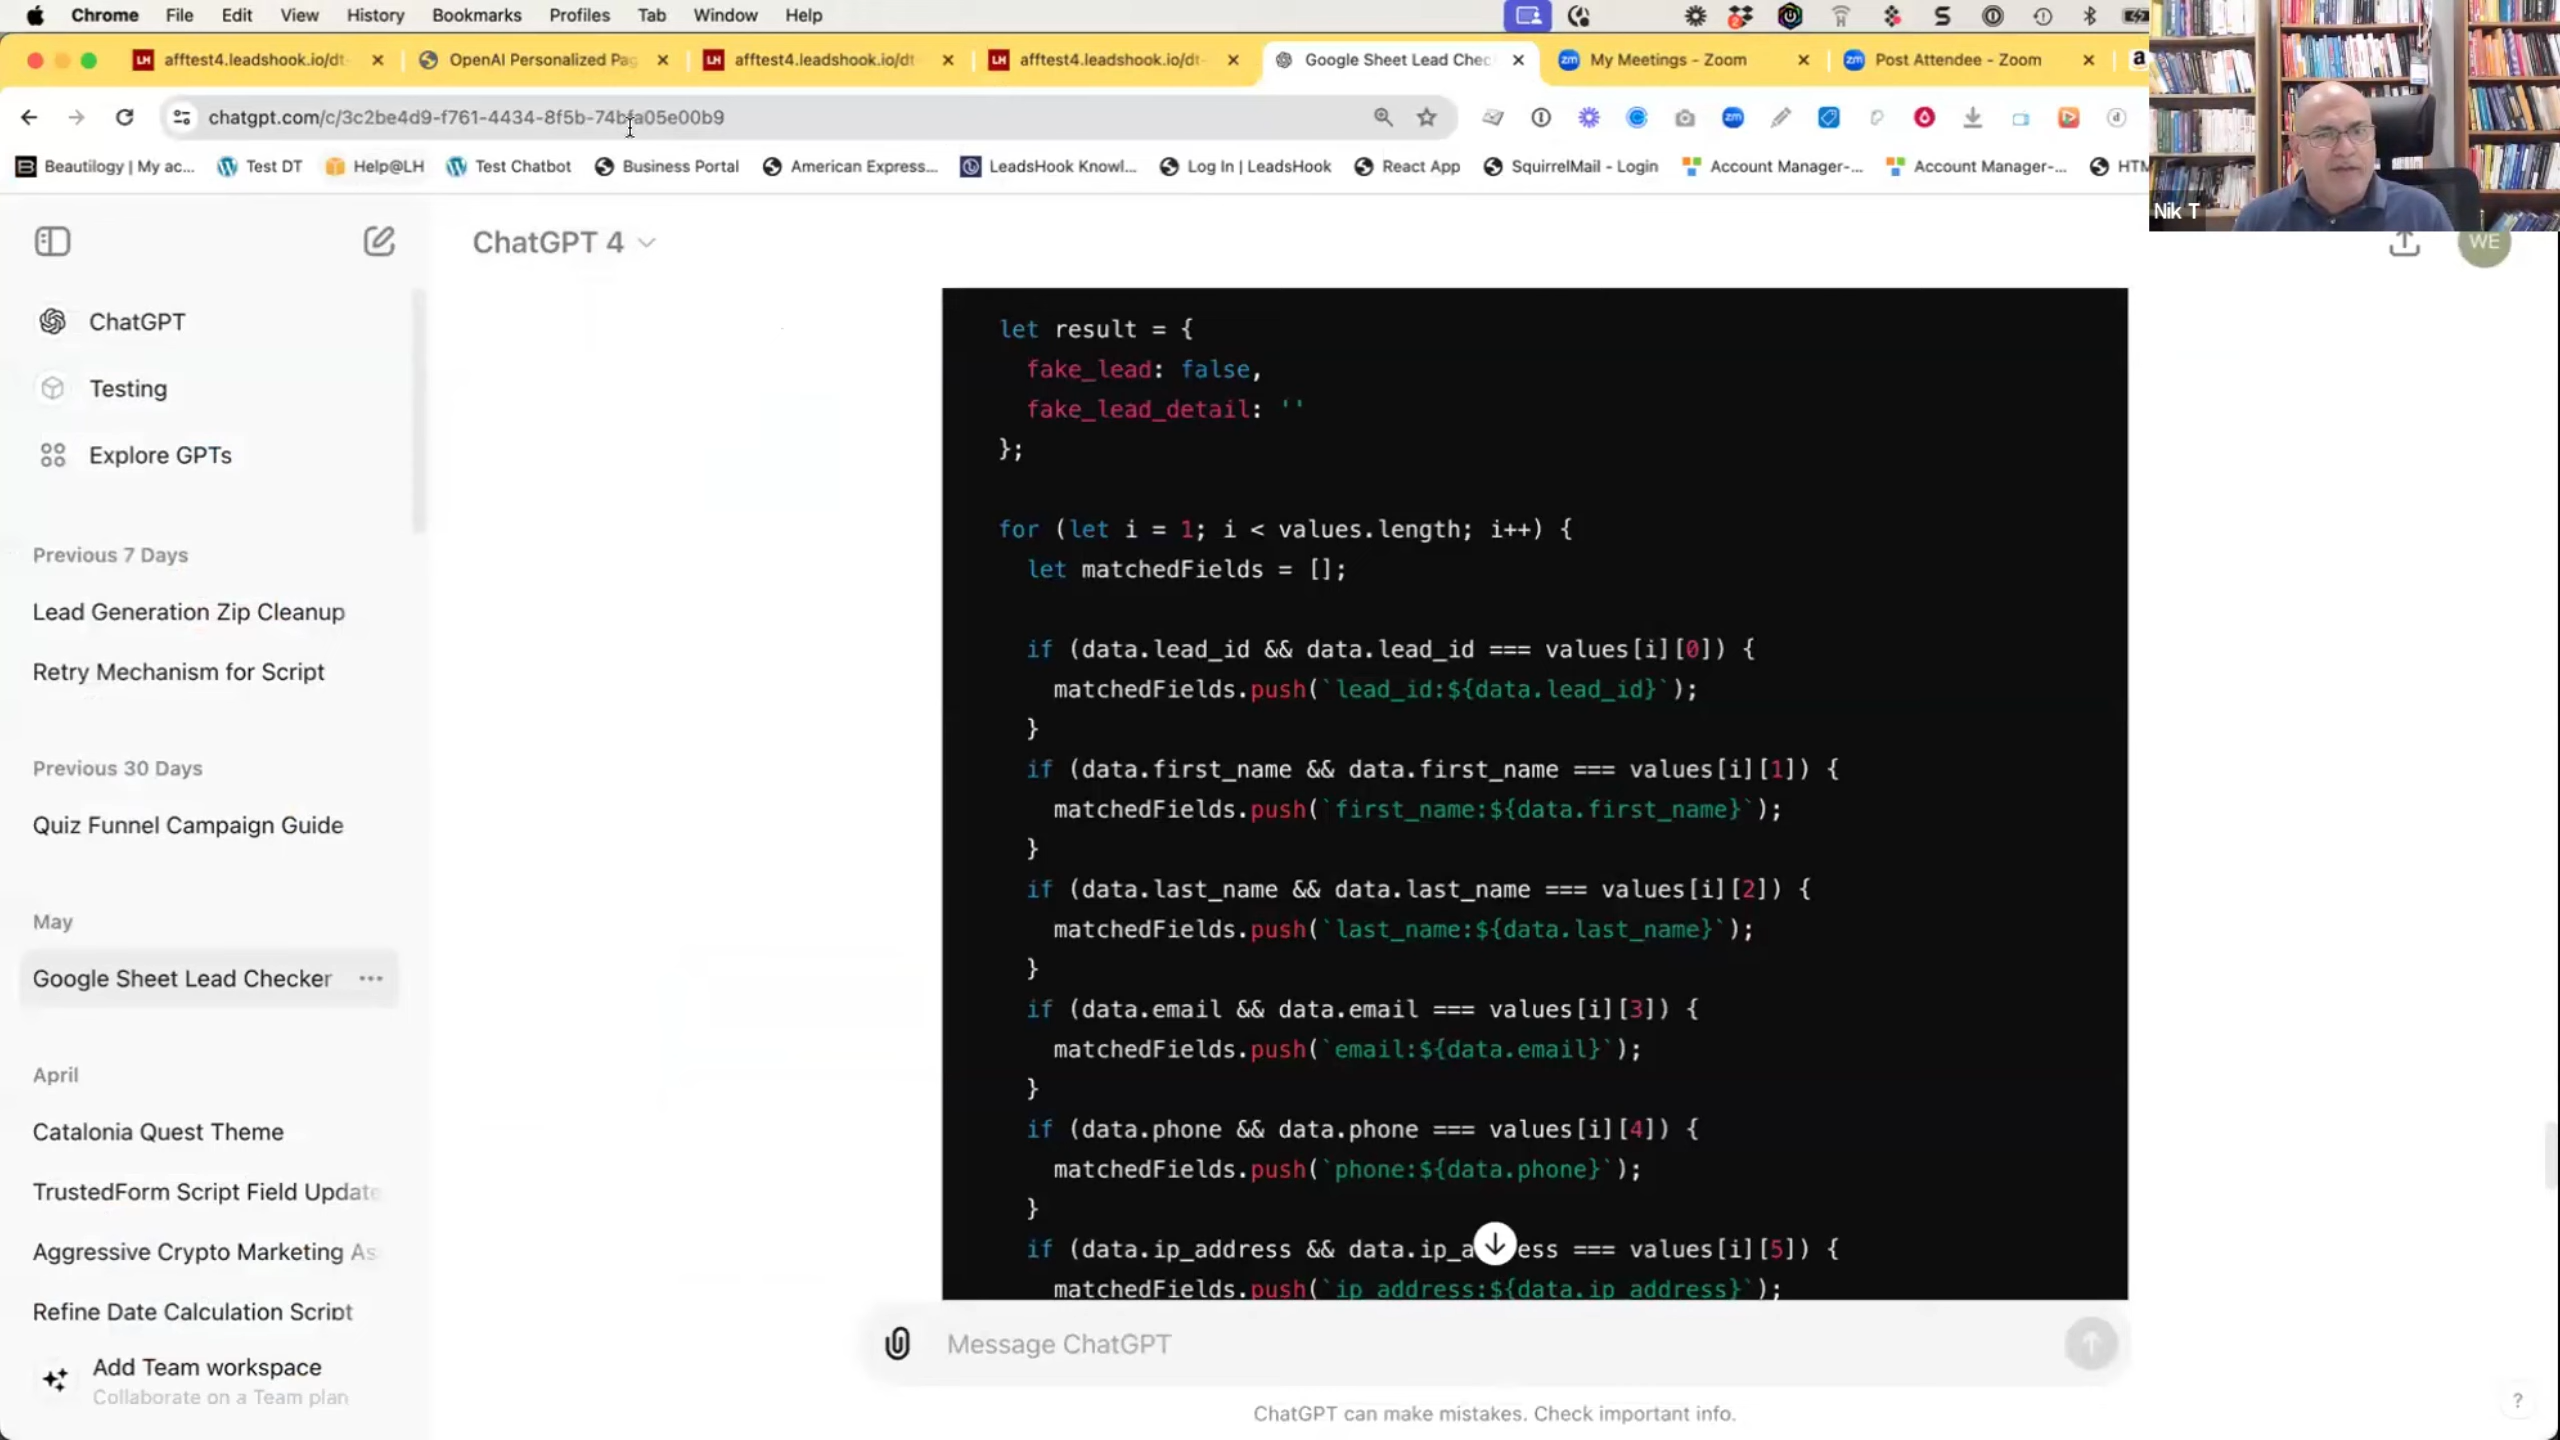 Chrome File Edit View History Bookmarks Profiles Tab Window Help
afftest4.leadshook.io/dt- OpenAI Personalized Pag afftest4.leadshook.io/dt afftest4.leadshook.io/dt- Google Sheet Lead Chec My Meetings - Zoom Post Attendee - Zoom
chatgpt.com/c/3c2be4d9-f761-4434-8f5b-74bfa05e00b9
Beautilogy | My ac... Test DT Help@LH Test Chatbot Business Portal American Express... LeadsHook Knowl... Log In | LeadsHook React App SquirrelMail - Login Account Manager-... Account Manager-... HTM
Nik T
ChatGPT 4
WE
ChatGPT
Testing
Explore GPTs
Previous 7 Days
Lead Generation Zip Cleanup
Retry Mechanism for Script
Previous 30 Days
Quiz Funnel Campaign Guide
May
Google Sheet Lead Checker
April
Catalonia Quest Theme
TrustedForm Script Field Update
Aggressive Crypto Marketing As
Refine Date Calculation Script
Add Team workspace
Collaborate on a Team plan
let result = {
fake_lead: false,
fake_lead_detail: ''
};
for (let i = 1; i < values.length; i++) {
let matchedFields = [];
if (data.lead_id && data.lead_id === values[i][0]) {
matchedFields.push(`lead_id:${data.lead_id}`);
}
if (data.first_name && data.first_name === values[i][1]) {
matchedFields.push(`first_name:${data.first_name}`);
}
if (data.last_name && data.last_name === values[i][2]) {
matchedFields.push(`last_name:${data.last_name}`);
}
if (data.email && data.email === values[i][3]) {
matchedFields.push(`email:${data.email}`);
}
if (data.phone && data.phone === values[i][4]) {
matchedFields.push(`phone:${data.phone}`);
}
if (data.ip_address && data.ip_a ess === values[i][5]) {
matchedFields.push(`ip_address:${data.ip_address}`);
Message ChatGPT
ChatGPT can make mistakes. Check important info.
?